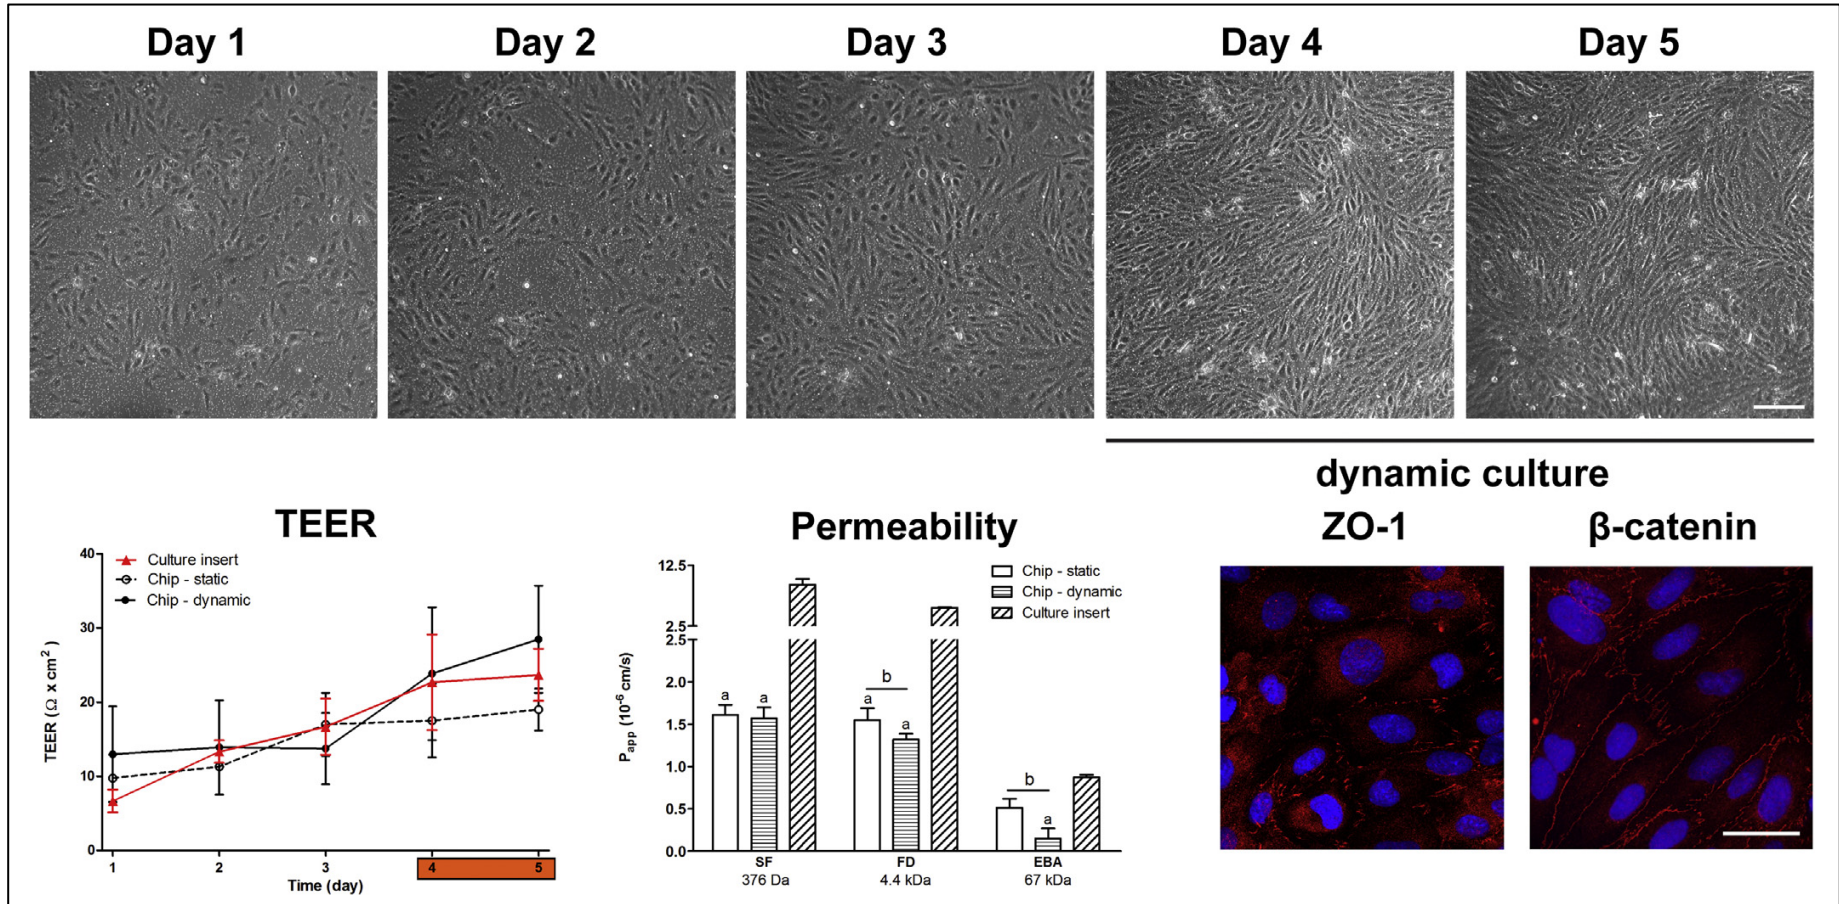 Day 1
Day 2
Day 3
Day 4
Day 5
dynamic culture
TEER
Culture insert
Chip - static
Chip - dynamic
TEER ( Ω x cm² )
40
30
20
10
0
1
2
3
4
5
Time (day)
Permeability
Chip - static
Chip - dynamic
Culture insert
Papp (10⁻⁶ cm/s)
12.5
2.5
2.5
2.0
1.5
1.0
0.5
0.0
a
a
b
a
a
b
a
SF
FD
EBA
376 Da
4.4 kDa
67 kDa
ZO-1
β-catenin